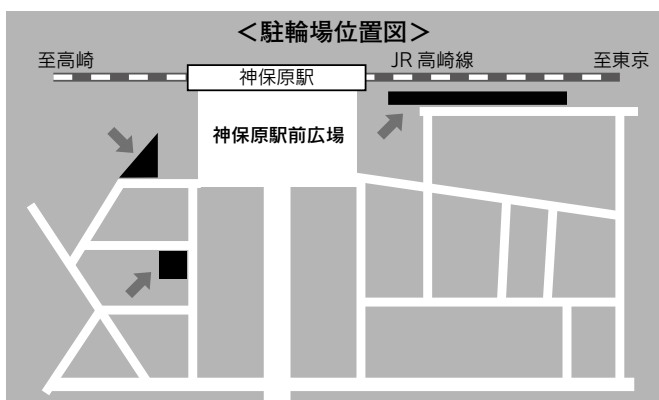 ＜駐輪場位置図＞
至高崎
JR 高崎線
至東京
神保原駅
神保原駅前広場